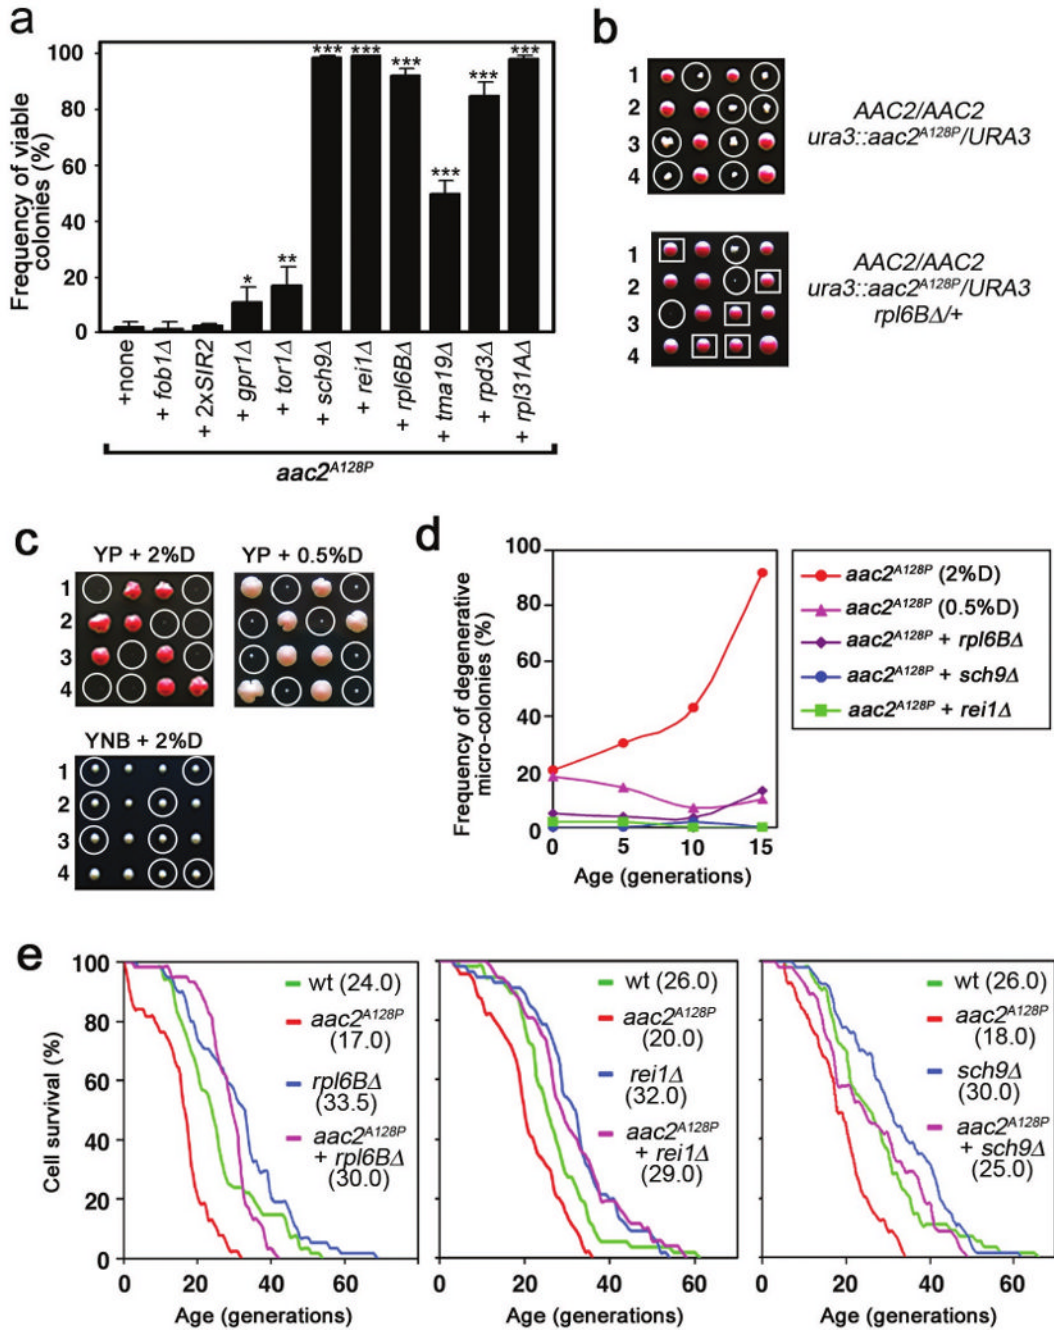 a
Frequency of viable
colonies (%)
100
80
60
40
20
0
*
**
***
***
***
***
***
***
+none
+ fob1Δ
+ 2xSIR2
+ gpr1Δ
+ tor1Δ
+ sch9Δ
+ rei1Δ
+ rpl6BΔ
+ tma19Δ
+ rpd3Δ
+ rpl31AΔ
aac2A128P
b
1
2
3
4
AAC2/AAC2
ura3::aac2A128P/URA3
1
2
3
4
AAC2/AAC2
ura3::aac2A128P/URA3
rpl6BΔ/+
c
YP + 2%D
1
2
3
4
YP + 0.5%D
YNB + 2%D
1
2
3
4
d
Frequency of degenerative
micro-colonies (%)
100
80
60
40
20
0
0 5 10 15
Age (generations)
aac2A128P (2%D)
aac2A128P (0.5%D)
aac2A128P + rpl6BΔ
aac2A128P + sch9Δ
aac2A128P + rei1Δ
e
Cell survival (%)
100
80
60
40
20
0
0 20 40 60
Age (generations)
wt (24.0)
aac2A128P
(17.0)
rpl6BΔ
(33.5)
aac2A128P
+ rpl6BΔ
(30.0)
0 20 40 60
Age (generations)
wt (26.0)
aac2A128P
(20.0)
rei1Δ
(32.0)
aac2A128P
+ rei1Δ
(29.0)
0 20 40 60
Age (generations)
wt (26.0)
aac2A128P
(18.0)
sch9Δ
(30.0)
aac2A128P
+ sch9Δ
(25.0)